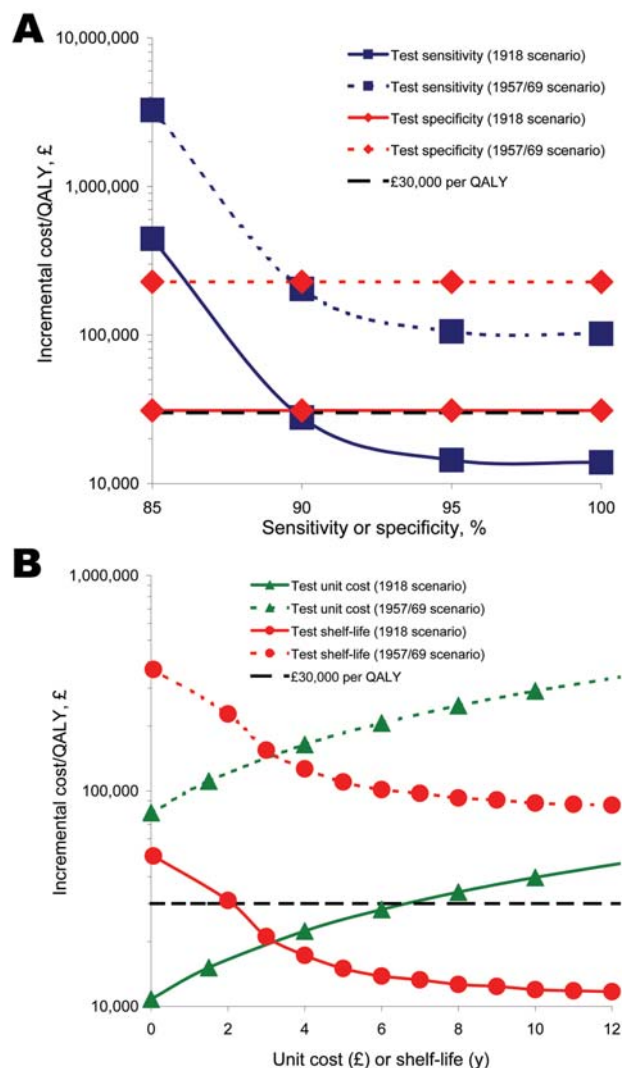 A
10,000,000
1,000,000
100,000
10,000
Incremental cost/QALY, £
Test sensitivity (1918 scenario)
Test sensitivity (1957/69 scenario)
Test specificity (1918 scenario)
Test specificity (1957/69 scenario)
£30,000 per QALY
85 90 95 100
Sensitivity or specificity, %
B
1,000,000
100,000
10,000
Incremental cost/QALY, £
Test unit cost (1918 scenario)
Test unit cost (1957/69 scenario)
Test shelf-life (1918 scenario)
Test shelf-life (1957/69 scenario)
£30,000 per QALY
0 2 4 6 8 10 12
Unit cost (£) or shelf-life (y)